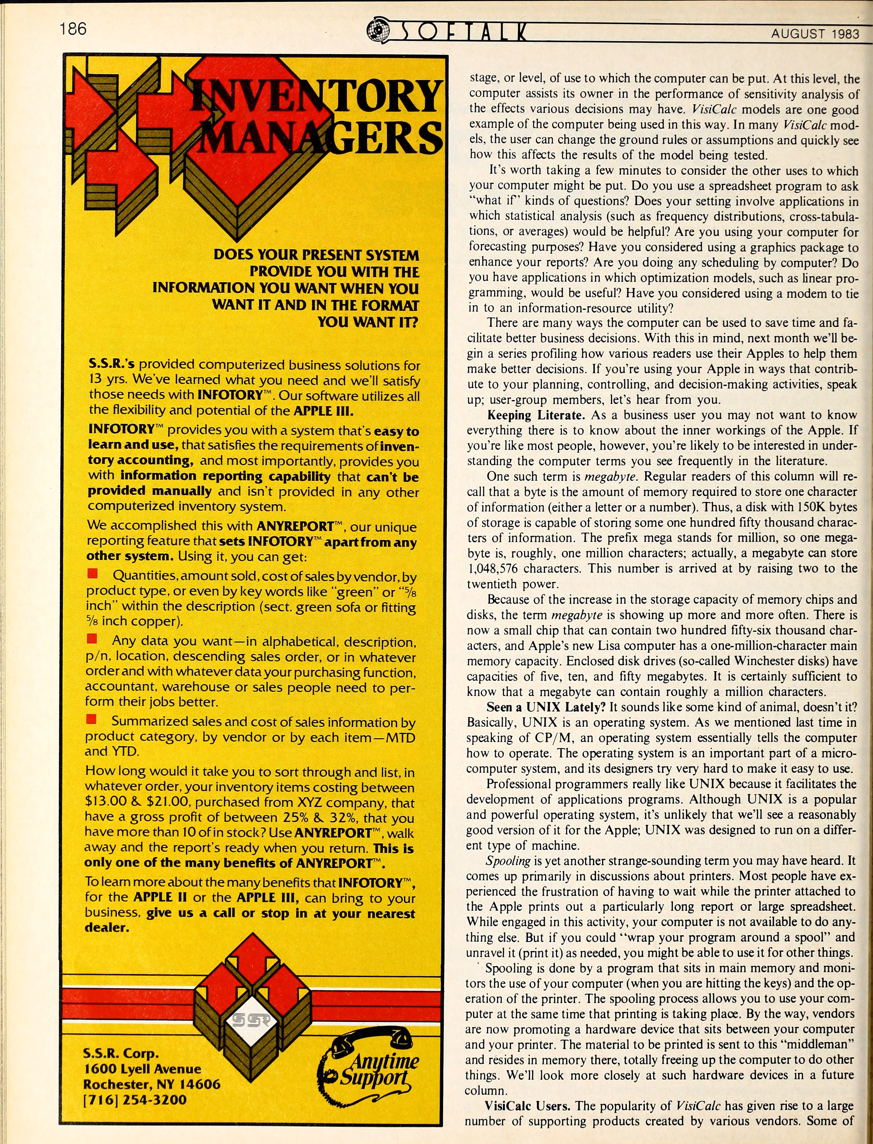 186
SOFTALK
AUGUST 1983
INVENTORY
MANAGERS
DOES YOUR PRESENT SYSTEM
PROVIDE YOU WITH THE
INFORMATION YOU WANT WHEN YOU
WANT IT AND IN THE FORMAT
YOU WANT IT?
S.S.R.'s provided computerized business solutions for
13 yrs. We've learned what you need and we'll satisfy
those needs with INFOTORY™. Our software utilizes all
the flexibility and potential of the APPLE III.
INFOTORY™ provides you with a system that's easy to
learn and use, that satisfies the requirements of inven-
tory accounting, and most importantly, provides you
with information reporting capability that can't be
provided manually and isn't provided in any other
computerized inventory system.
We accomplished this with ANYREPORT™, our unique
reporting feature that sets INFOTORY™ apart from any
other system. Using it, you can get:
■ Quantities, amount sold, cost of sales by vendor, by
product type, or even by key words like "green" or "⅝
inch" within the description (sect. green sofa or fitting
⅝ inch copper).
■ Any data you want—in alphabetical, description,
p/n, location, descending sales order, or in whatever
order and with whatever data your purchasing function,
accountant, warehouse or sales people need to per-
form their jobs better.
■ Summarized sales and cost of sales information by
product category, by vendor or by each item—MTD
and YTD.
How long would it take you to sort through and list, in
whatever order, your inventory items costing between
$13.00 & $21.00, purchased from XYZ company, that
have a gross profit of between 25% & 32%, that you
have more than 10 of in stock? Use ANYREPORT™, walk
away and the report's ready when you return. This is
only one of the many benefits of ANYREPORT™.
To learn more about the many benefits that INFOTORY™,
for the APPLE II or the APPLE III, can bring to your
business, give us a call or stop in at your nearest
dealer.
SSR
S.S.R. Corp.
1600 Lyell Avenue
Rochester, NY 14606
[716] 254-3200
Anytime
Support
stage, or level, of use to which the computer can be put. At this level, the
computer assists its owner in the performance of sensitivity analysis of
the effects various decisions may have. VisiCalc models are one good
example of the computer being used in this way. In many VisiCalc mod-
els, the user can change the ground rules or assumptions and quickly see
how this affects the results of the model being tested.
It's worth taking a few minutes to consider the other uses to which
your computer might be put. Do you use a spreadsheet program to ask
"what if" kinds of questions? Does your setting involve applications in
which statistical analysis (such as frequency distributions, cross-tabula-
tions, or averages) would be helpful? Are you using your computer for
forecasting purposes? Have you considered using a graphics package to
enhance your reports? Are you doing any scheduling by computer? Do
you have applications in which optimization models, such as linear pro-
gramming, would be useful? Have you considered using a modem to tie
in to an information-resource utility?
There are many ways the computer can be used to save time and fa-
cilitate better business decisions. With this in mind, next month we'll be-
gin a series profiling how various readers use their Apples to help them
make better decisions. If you're using your Apple in ways that contrib-
ute to your planning, controlling, and decision-making activities, speak
up; user-group members, let's hear from you.
Keeping Literate. As a business user you may not want to know
everything there is to know about the inner workings of the Apple. If
you're like most people, however, you're likely to be interested in under-
standing the computer terms you see frequently in the literature.
One such term is megabyte. Regular readers of this column will re-
call that a byte is the amount of memory required to store one character
of information (either a letter or a number). Thus, a disk with 150K bytes
of storage is capable of storing some one hundred fifty thousand charac-
ters of information. The prefix mega stands for million, so one mega-
byte is, roughly, one million characters; actually, a megabyte can store
1,048,576 characters. This number is arrived at by raising two to the
twentieth power.
Because of the increase in the storage capacity of memory chips and
disks, the term megabyte is showing up more and more often. There is
now a small chip that can contain two hundred fifty-six thousand char-
acters, and Apple's new Lisa computer has a one-million-character main
memory capacity. Enclosed disk drives (so-called Winchester disks) have
capacities of five, ten, and fifty megabytes. It is certainly sufficient to
know that a megabyte can contain roughly a million characters.
Seen a UNIX Lately? It sounds like some kind of animal, doesn't it?
Basically, UNIX is an operating system. As we mentioned last time in
speaking of CP/M, an operating system essentially tells the computer
how to operate. The operating system is an important part of a micro-
computer system, and its designers try very hard to make it easy to use.
Professional programmers really like UNIX because it facilitates the
development of applications programs. Although UNIX is a popular
and powerful operating system, it's unlikely that we'll see a reasonably
good version of it for the Apple; UNIX was designed to run on a differ-
ent type of machine.
Spooling is yet another strange-sounding term you may have heard. It
comes up primarily in discussions about printers. Most people have ex-
perienced the frustration of having to wait while the printer attached to
the Apple prints out a particularly long report or large spreadsheet.
While engaged in this activity, your computer is not available to do any-
thing else. But if you could "wrap your program around a spool" and
unravel it (print it) as needed, you might be able to use it for other things.
Spooling is done by a program that sits in main memory and moni-
tors the use of your computer (when you are hitting the keys) and the op-
eration of the printer. The spooling process allows you to use your com-
puter at the same time that printing is taking place. By the way, vendors
are now promoting a hardware device that sits between your computer
and your printer. The material to be printed is sent to this "middleman"
and resides in memory there, totally freeing up the computer to do other
things. We'll look more closely at such hardware devices in a future
column.
VisiCalc Users. The popularity of VisiCalc has given rise to a large
number of supporting products created by various vendors. Some of